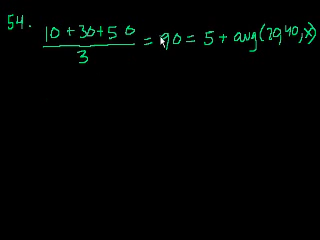 54. 10+30+50 = 90 = 5 + avg(20,40,x)
3